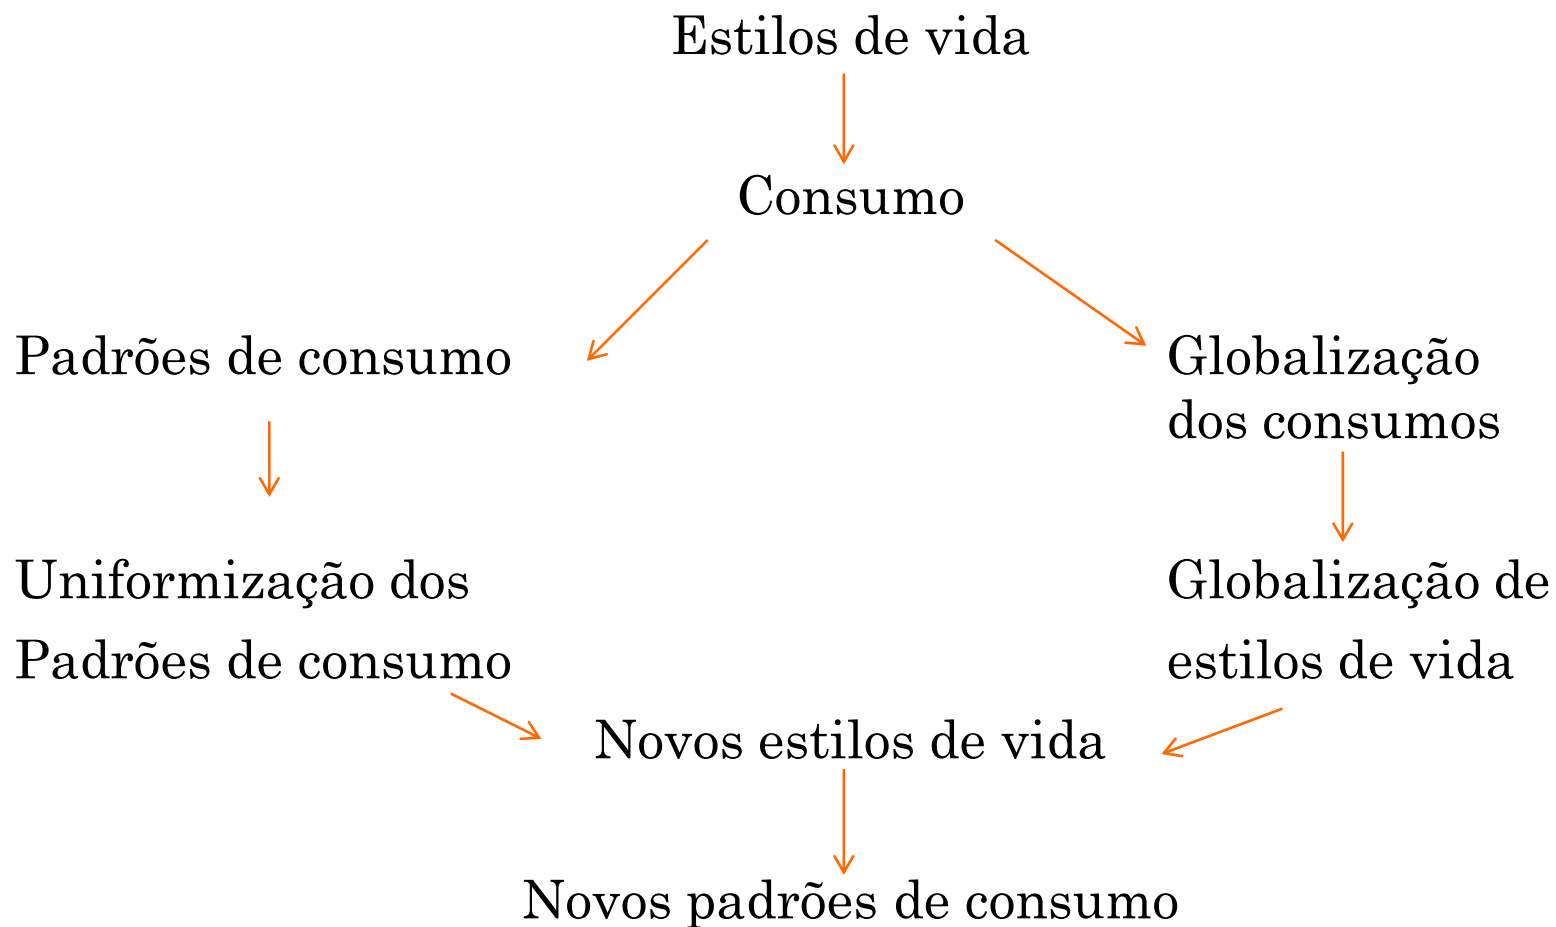 Estilos de vida
Consumo
Padrões de consumo
Globalização
dos consumos
Uniformização dos
Padrões de consumo
Globalização de
estilos de vida
Novos estilos de vida
Novos padrões de consumo